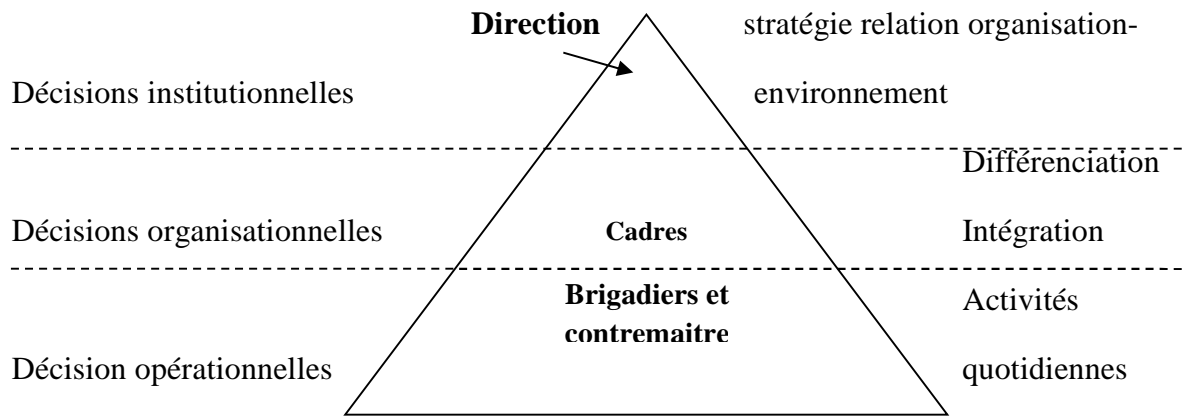 Direction stratégie relation organisation-
Décisions institutionnelles environnement
Différenciation
Décisions organisationnelles Cadres Intégration
Brigadiers et Activités
contremaitre
Décision opérationnelles quotidiennes